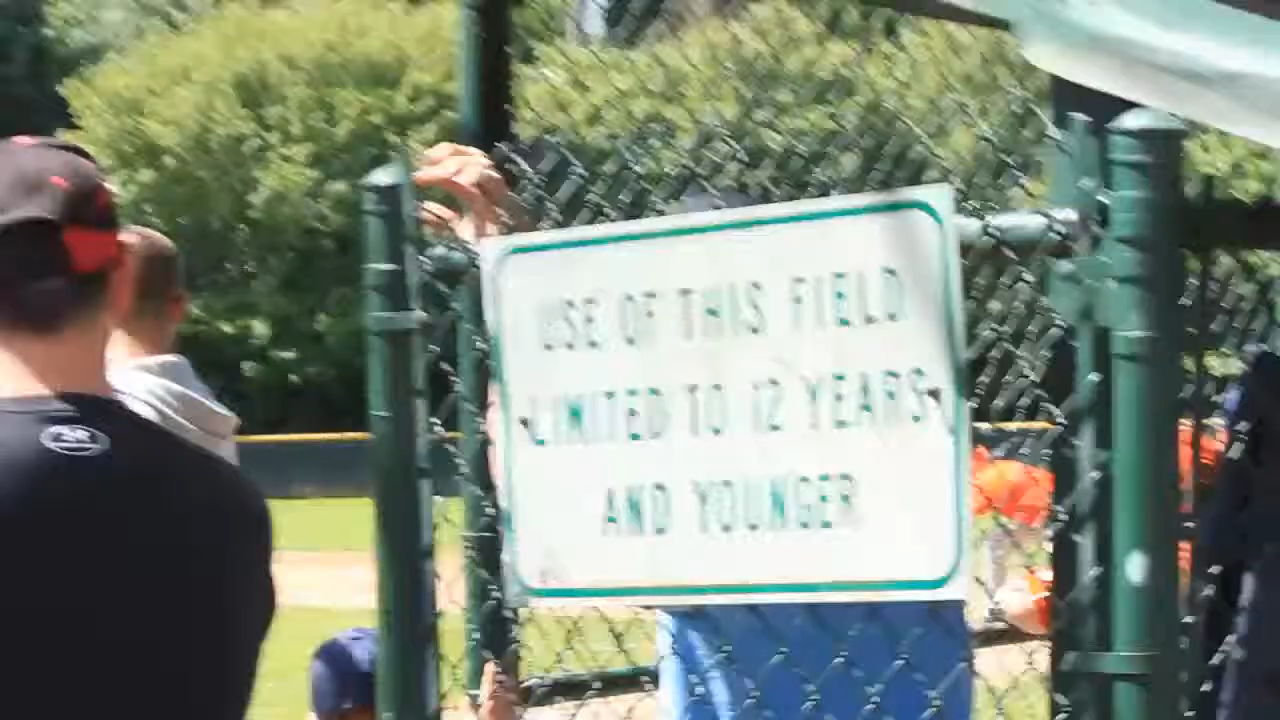 USE OF THIS FIELD
LIMITED TO 12 YEARS
AND YOUNGER